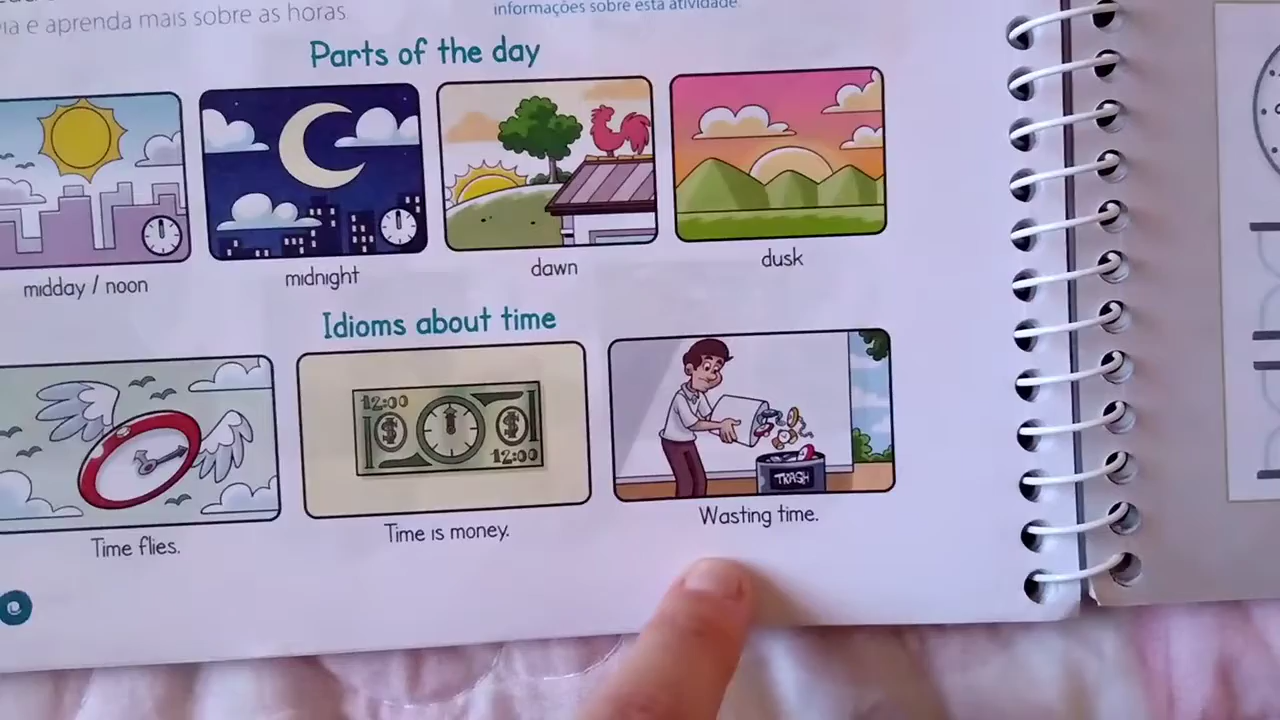 e aprenda mais sobre as horas.
informações sobre esta atividade.
Parts of the day
midday / noon
midnight
dawn
dusk
Idioms about time
12:00
$
$
12:00
TRASH
Time flies.
Time is money.
Wasting time.